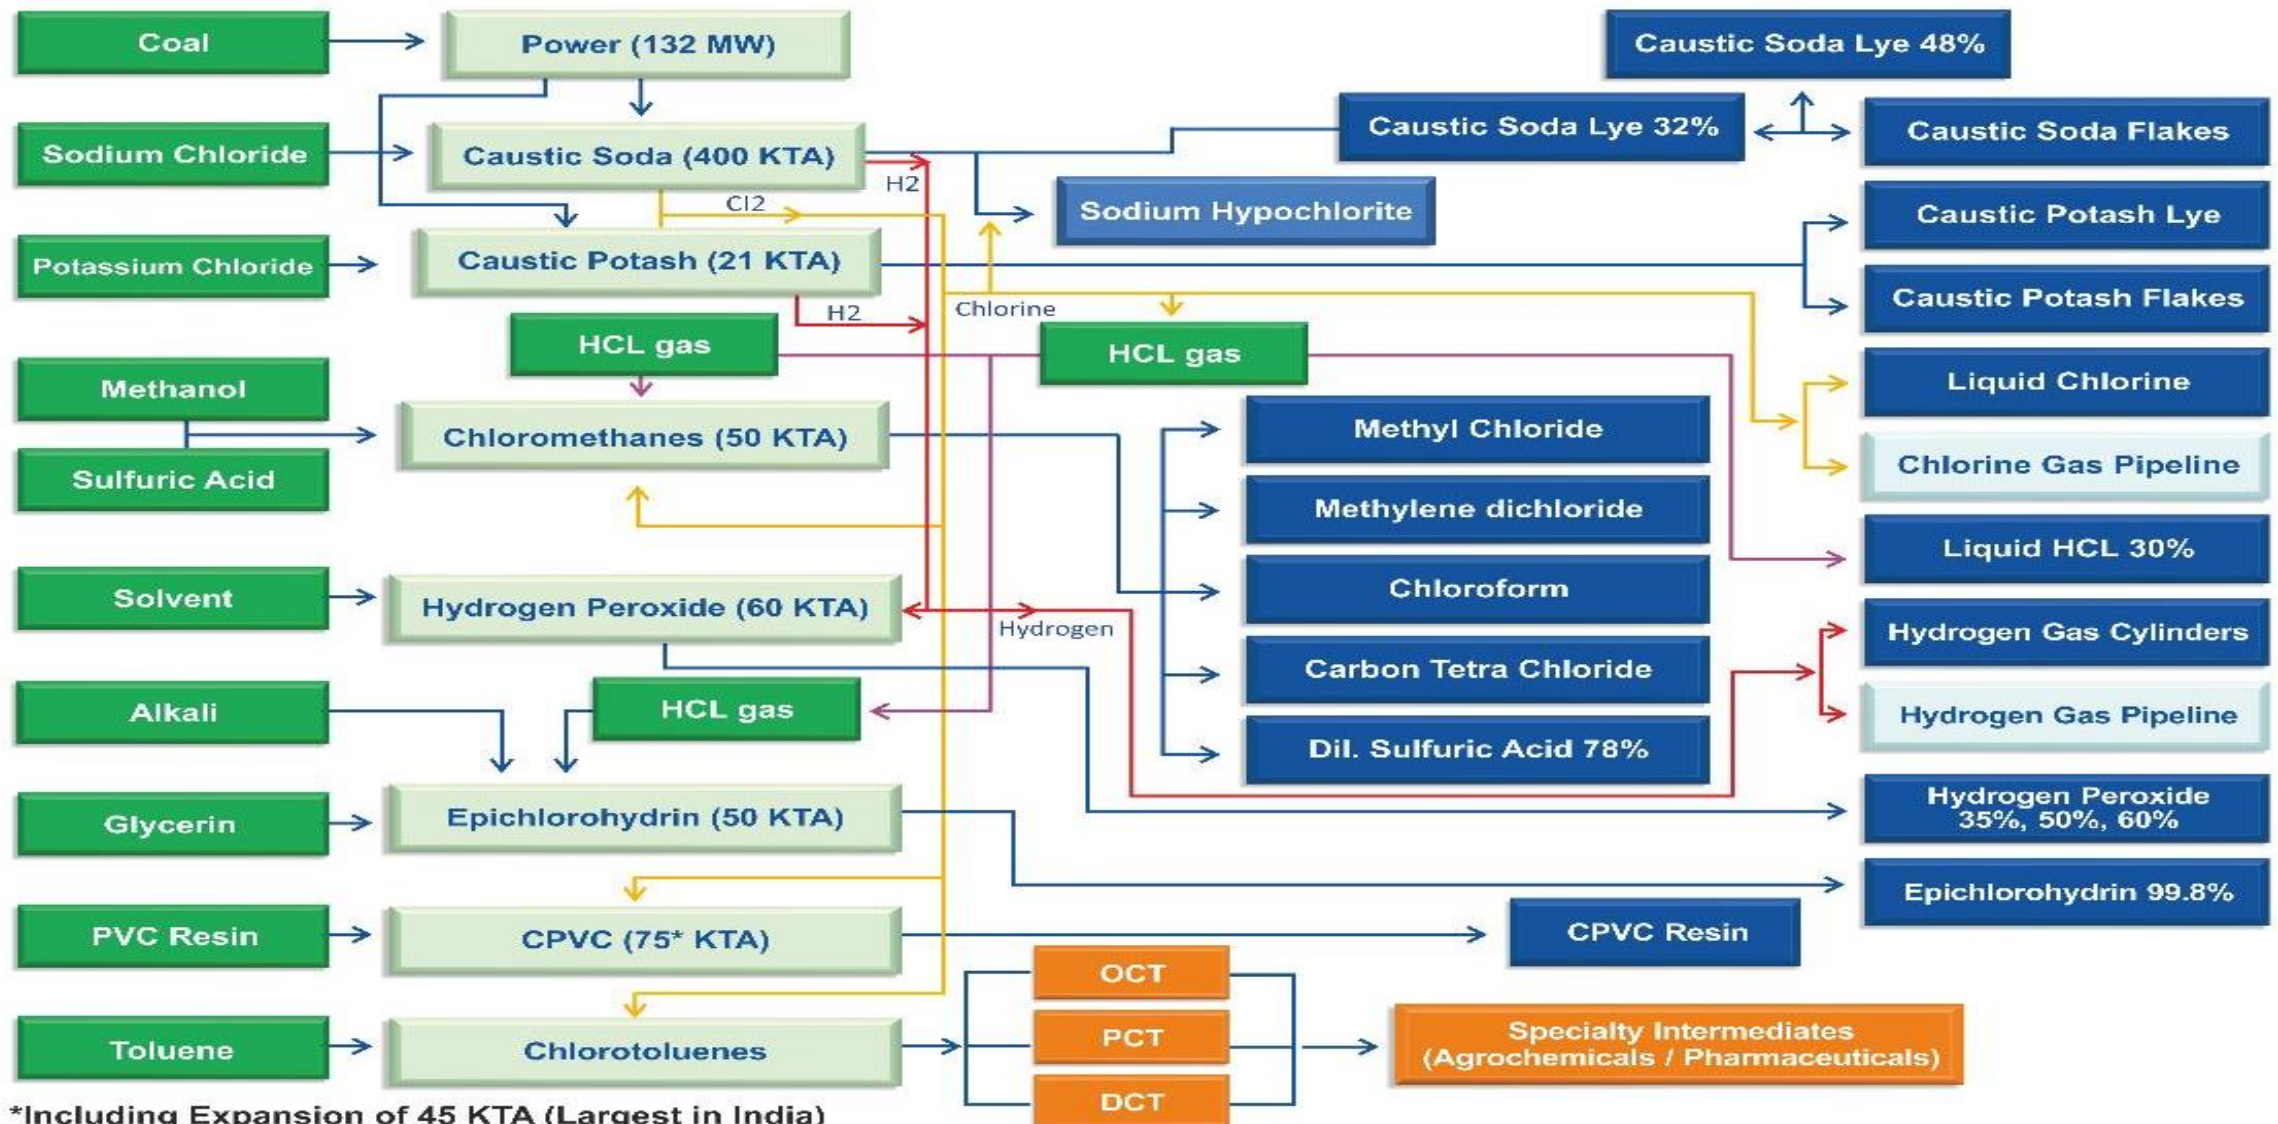 Coal
Power (132 MW)
Caustic Soda Lye 48%
Sodium Chloride
Caustic Soda (400 KTA)
H2
Cl2
Caustic Soda Lye 32%
Caustic Soda Flakes
Sodium Hypochlorite
Caustic Potash Lye
Potassium Chloride
Caustic Potash (21 KTA)
H2
Chlorine
Caustic Potash Flakes
HCL gas
HCL gas
Methanol
Sulfuric Acid
Chloromethanes (50 KTA)
Methyl Chloride
Methylene dichloride
Chloroform
Carbon Tetra Chloride
Dil. Sulfuric Acid 78%
Liquid Chlorine
Chlorine Gas Pipeline
Liquid HCL 30%
Solvent
Hydrogen Peroxide (60 KTA)
Hydrogen
Hydrogen Gas Cylinders
Hydrogen Gas Pipeline
Alkali
HCL gas
Glycerin
Epichlorohydrin (50 KTA)
Hydrogen Peroxide
35%, 50%, 60%
Epichlorohydrin 99.8%
PVC Resin
CPVC (75* KTA)
CPVC Resin
Toluene
Chlorotoluenes
OCT
PCT
DCT
Specialty Intermediates
(Agrochemicals / Pharmaceuticals)
*Including Expansion of 45 KTA (Largest in India)